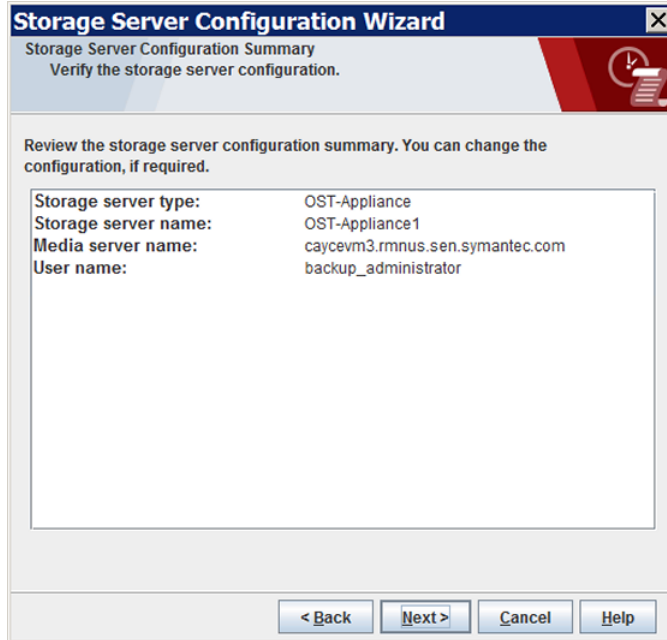 Storage Server Configuration Wizard
Storage Server Configuration Summary
Verify the storage server configuration.
Review the storage server configuration summary. You can change the
configuration, if required.
Storage server type: OST-Appliance
Storage server name: OST-Appliance1
Media server name: caycevm3.rmnus.sen.symantec.com
User name: backup_administrator
< Back Next > Cancel Help